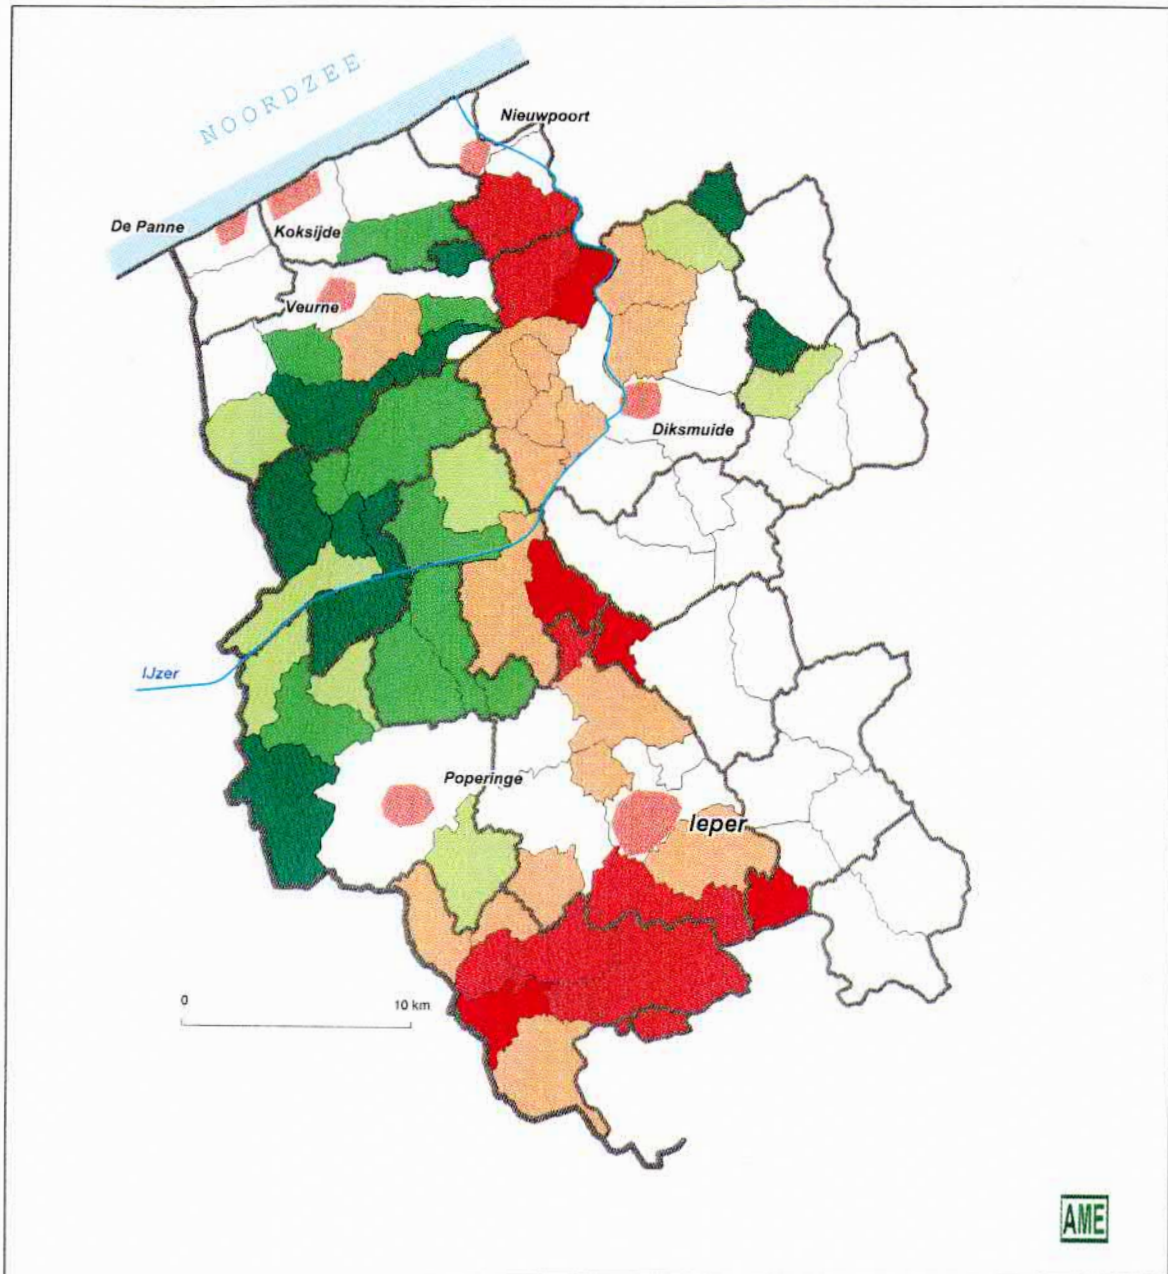 NOORDZEE
Nieuwpoort
De Panne
Koksijde
Veurne
Diksmuide
IJzer
Poperinge
Ieper
0 10 km
AME